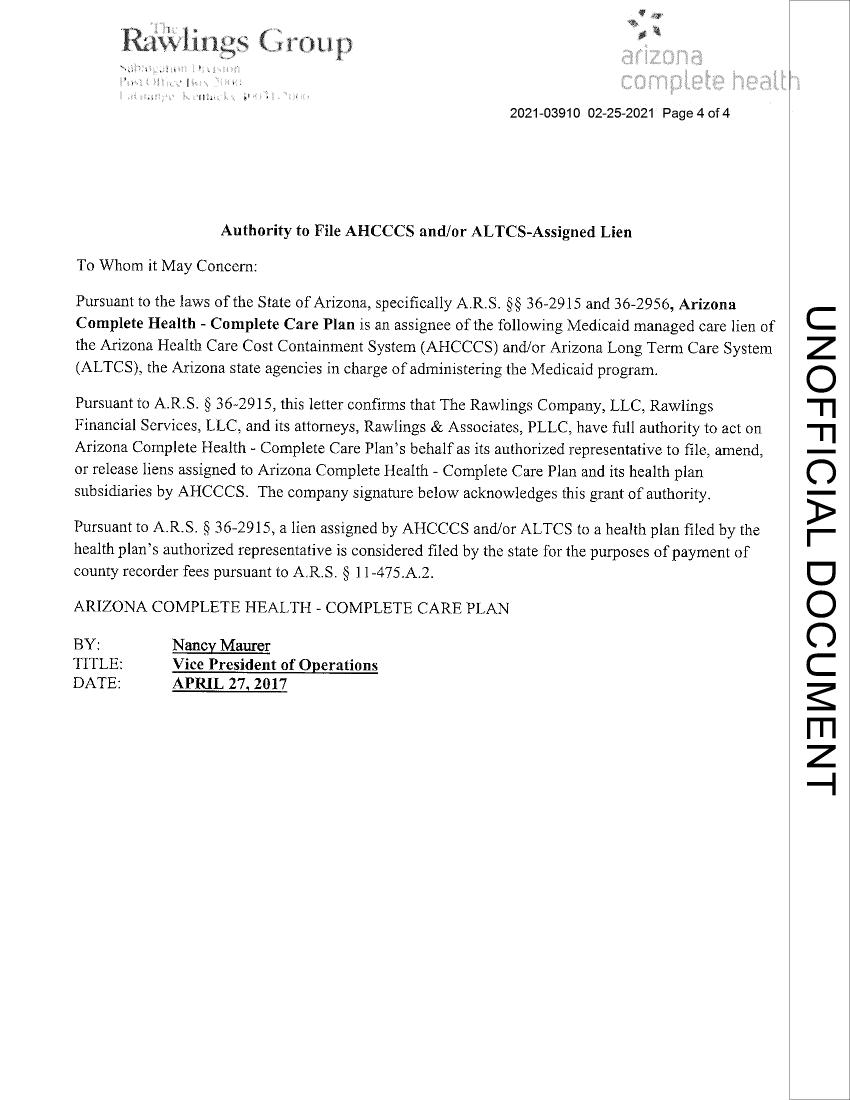 The
Rawlings Group
Subrogation Division
Post Office Box 2000
LaGrange, Kentucky 40031-2000
arizona
complete health
2021-03910 02-25-2021 Page 4 of 4
Authority to File AHCCCS and/or ALTCS-Assigned Lien
To Whom it May Concern:
Pursuant to the laws of the State of Arizona, specifically A.R.S. §§ 36-2915 and 36-2956, Arizona
Complete Health - Complete Care Plan is an assignee of the following Medicaid managed care lien of
the Arizona Health Care Cost Containment System (AHCCCS) and/or Arizona Long Term Care System
(ALTCS), the Arizona state agencies in charge of administering the Medicaid program.
Pursuant to A.R.S. § 36-2915, this letter confirms that The Rawlings Company, LLC, Rawlings
Financial Services, LLC, and its attorneys, Rawlings & Associates, PLLC, have full authority to act on
Arizona Complete Health - Complete Care Plan's behalf as its authorized representative to file, amend,
or release liens assigned to Arizona Complete Health - Complete Care Plan and its health plan
subsidiaries by AHCCCS. The company signature below acknowledges this grant of authority.
Pursuant to A.R.S. § 36-2915, a lien assigned by AHCCCS and/or ALTCS to a health plan filed by the
health plan's authorized representative is considered filed by the state for the purposes of payment of
county recorder fees pursuant to A.R.S. § 11-475.A.2.
ARIZONA COMPLETE HEALTH - COMPLETE CARE PLAN
BY: Nancy Maurer
TITLE: Vice President of Operations
DATE: APRIL 27, 2017
UNOFFICIAL DOCUMENT